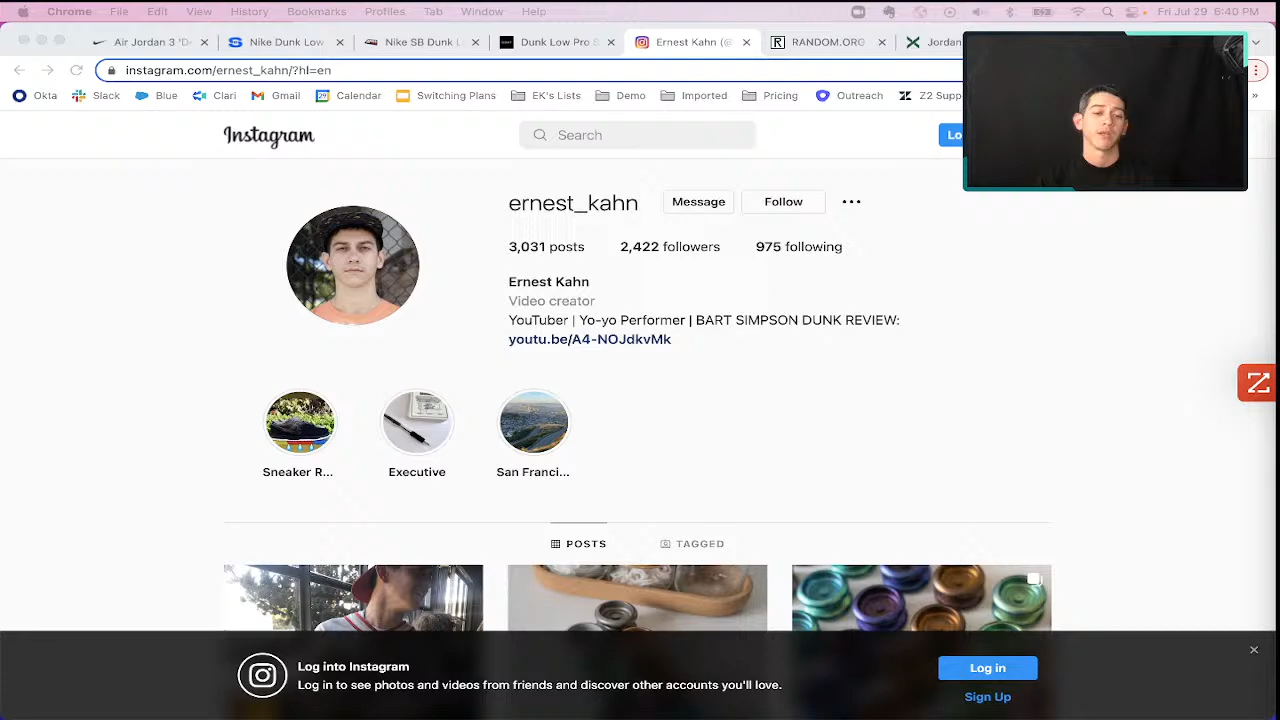 Chrome File Edit View History Bookmarks Profiles Tab Window Help Fri Jul 29 6:40 PM
Air Jordan 3 "D Nike Dunk Low Nike SB Dunk L Dunk Low Pro S Ernest Kahn (@ RANDOM.ORG Jordan
instagram.com/ernest_kahn/?hl=en
Okta Slack Blue Clari Gmail Calendar Switching Plans EK's Lists Demo Imported Pricing Outreach Z2 Supp »
Instagram
Search
Lo
ernest_kahn Message Follow
3,031 posts 2,422 followers 975 following
Ernest Kahn
Video creator
YouTuber | Yo-yo Performer | BART SIMPSON DUNK REVIEW:
youtu.be/A4-NOJdkvMk
Sneaker R... Executive San Franci...
POSTS TAGGED
Log into Instagram
Log in to see photos and videos from friends and discover other accounts you'll love.
Log in
Sign Up